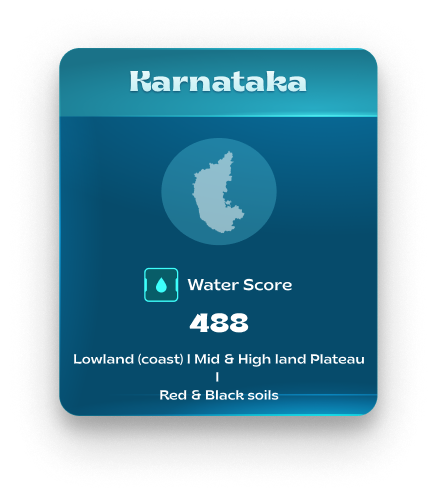 Karnataka
Water Score
488
Lowland (coast) | Mid & High land Plateau
|
Red & Black soils